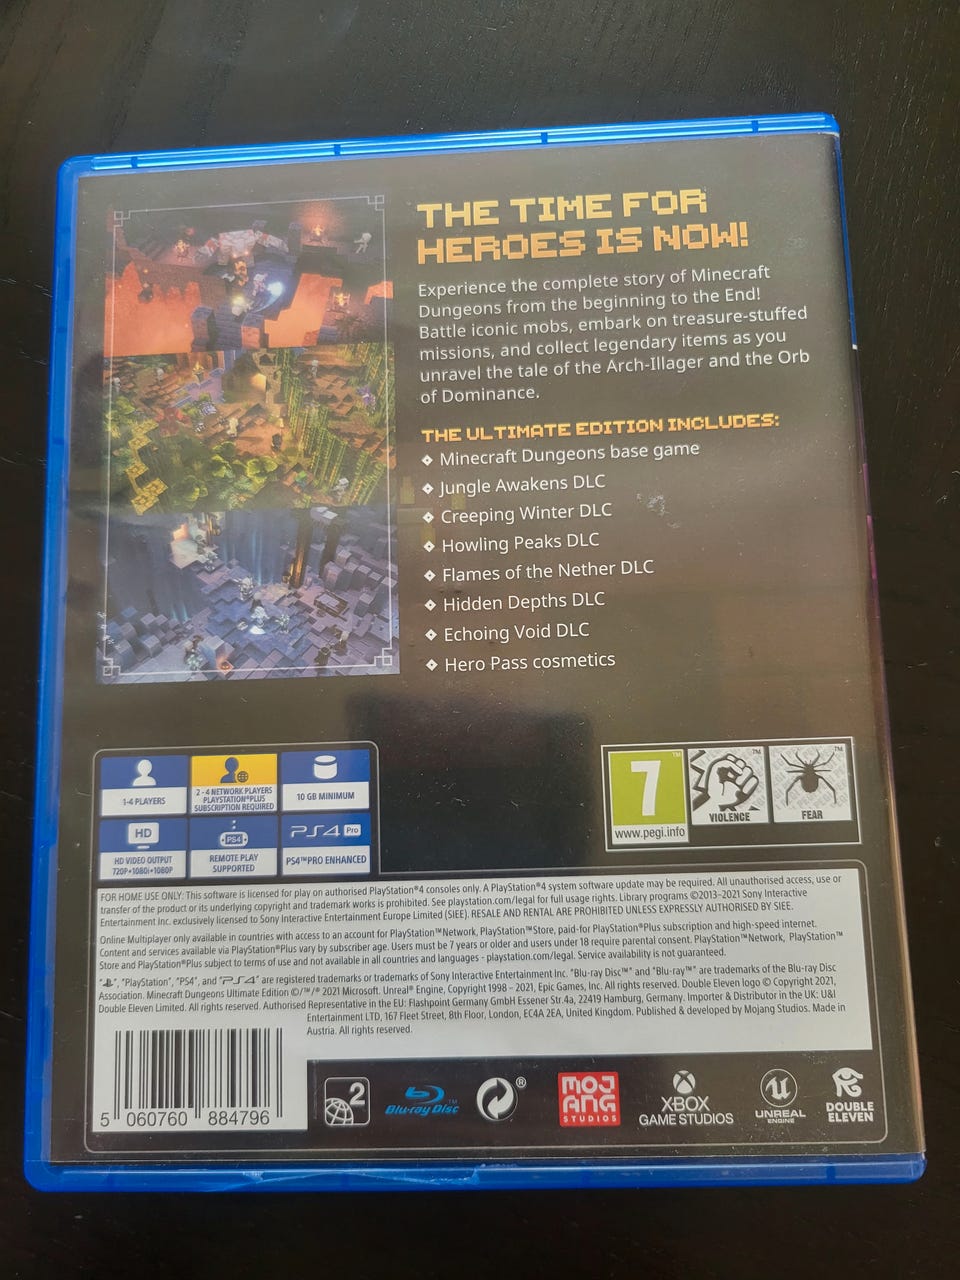 THE TIME FOR
HEROES IS NOW!
Experience the complete story of Minecraft
Dungeons from the beginning to the End!
Battle iconic mobs, embark on treasure-stuffed
missions, and collect legendary items as you
unravel the tale of the Arch-Illager and the Orb
of Dominance.
THE ULTIMATE EDITION INCLUDES:
Minecraft Dungeons base game
Jungle Awakens DLC
Creeping Winter DLC
Howling Peaks DLC
Flames of the Nether DLC
Hidden Depths DLC
Echoing Void DLC
Hero Pass cosmetics
1-4 PLAYERS
2 - 4 NETWORK PLAYERS
PLAYSTATION®PLUS
SUBSCRIPTION REQUIRED
10 GB MINIMUM
HD
HD VIDEO OUTPUT
720p•1080i•1080P
PS4
REMOTE PLAY
SUPPORTED
PS4 Pro
PS4™PRO ENHANCED
7
www.pegi.info
VIOLENCE
FEAR
FOR HOME USE ONLY: This software is licensed for play on authorised PlayStation®4 consoles only. A PlayStation®4 system software update may be required. All unauthorised access, use or
transfer of the product or its underlying copyright and trademark works is prohibited. See playstation.com/legal for full usage rights. Library programs ©2013–2021 Sony Interactive
Entertainment Inc. exclusively licensed to Sony Interactive Entertainment Europe Limited (SIEE). RESALE AND RENTAL ARE PROHIBITED UNLESS EXPRESSLY AUTHORISED BY SIEE.
Online Multiplayer only available in countries with access to an account for PlayStation™Network, PlayStation™Store, paid-for PlayStation®Plus subscription and high-speed internet.
Content and services available via PlayStation®Plus vary by subscriber age. Users must be 7 years or older and users under 18 require parental consent. PlayStation™Network, PlayStation™
Store and PlayStation®Plus subject to terms of use and not available in all countries and languages - playstation.com/legal. Service availability is not guaranteed.
" ", "PlayStation", "PS4", and "PS4" are registered trademarks or trademarks of Sony Interactive Entertainment Inc. "Blu-ray Disc™" and "Blu-ray™" are trademarks of the Blu-ray Disc
Association. Minecraft Dungeons Ultimate Edition ©/™/® 2021 Microsoft. Unreal® Engine, Copyright 1998 – 2021, Epic Games, Inc. All rights reserved. Double Eleven logo © Copyright 2021,
Double Eleven Limited. All rights reserved. Authorised Representative in the EU: Flashpoint Germany GmbH Essener Str.4a, 22419 Hamburg, Germany. Importer & Distributor in the UK: U&I
Entertainment LTD, 167 Fleet Street, 8th Floor, London, EC4A 2EA, United Kingdom. Published & developed by Mojang Studios. Made in
Austria. All rights reserved.
5 060760 884796
2
Blu-ray Disc™
®
MOJANG
STUDIOS
XBOX
GAME STUDIOS
UNREAL
ENGINE
DOUBLE
ELEVEN